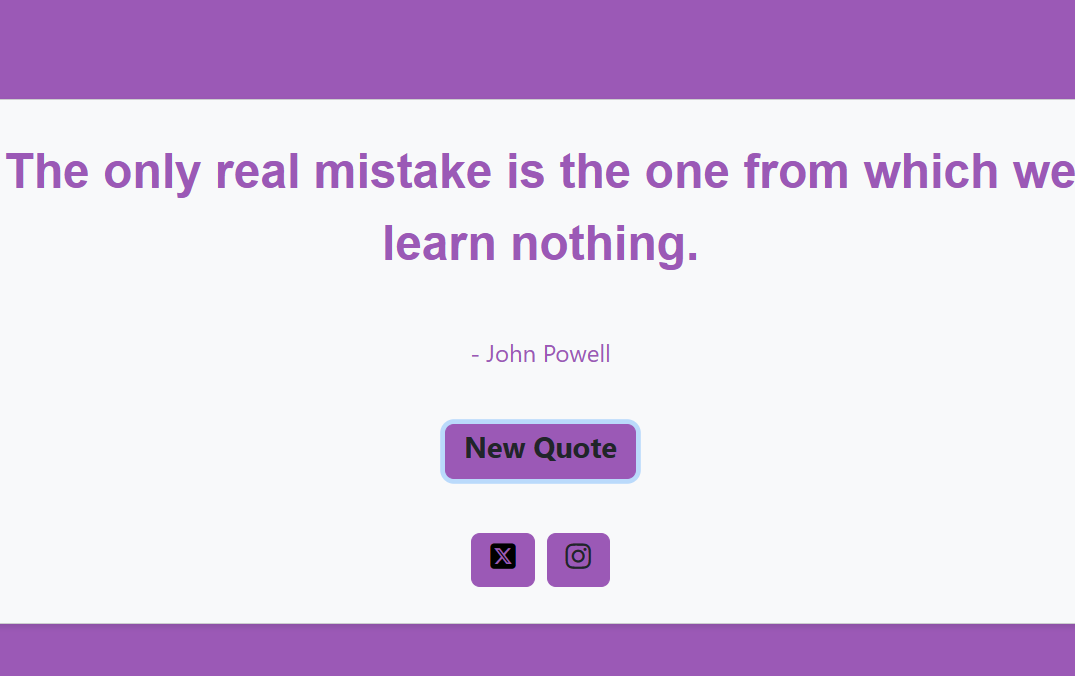 The only real mistake is the one from which we
learn nothing.
- John Powell
New Quote